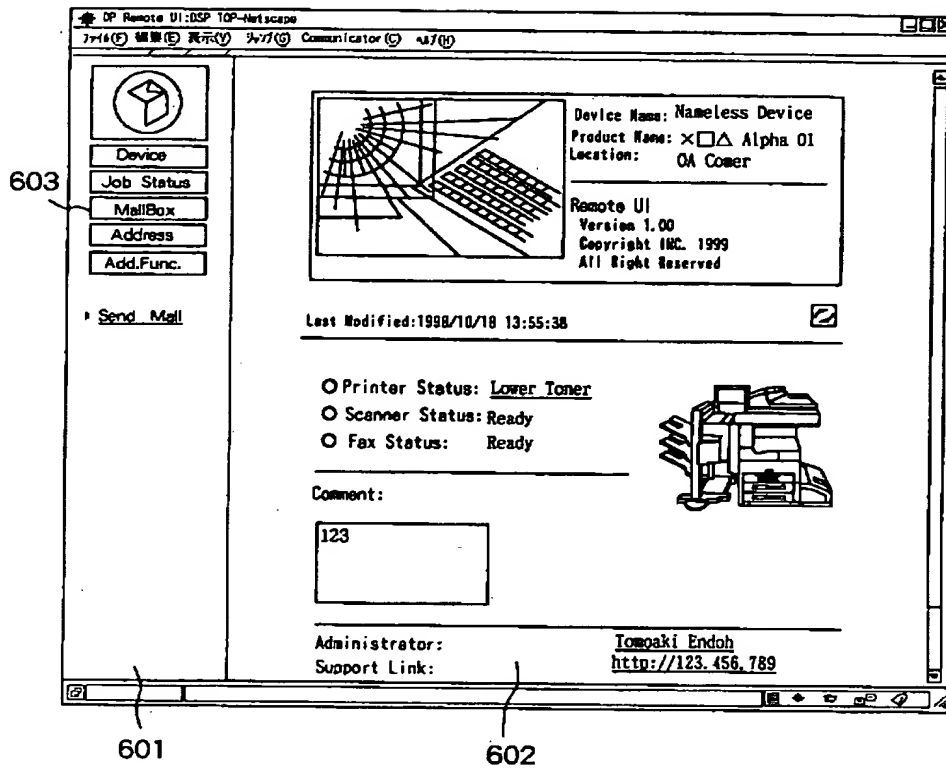 DP Remote UI:DSP TOP-Netscape
ファイル(F) 編集(E) 表示(V) ジャンプ(G) Communicator(C) ヘルプ(H)
Device
Job Status
MailBox
Address
Add.Func.
Send Mail
Device Name: Nameless Device
Product Name: ×□△ Alpha 01
Location: OA Comer
Remote UI
Version 1.00
Copyright INC. 1999
All Right Reserved
Last Modified:1998/10/18 13:55:38
Printer Status: Lower Toner
Scanner Status: Ready
Fax Status: Ready
Comment:
123
Administrator: Tomoaki Endoh
Support Link: http://123.456.789
603
601
602